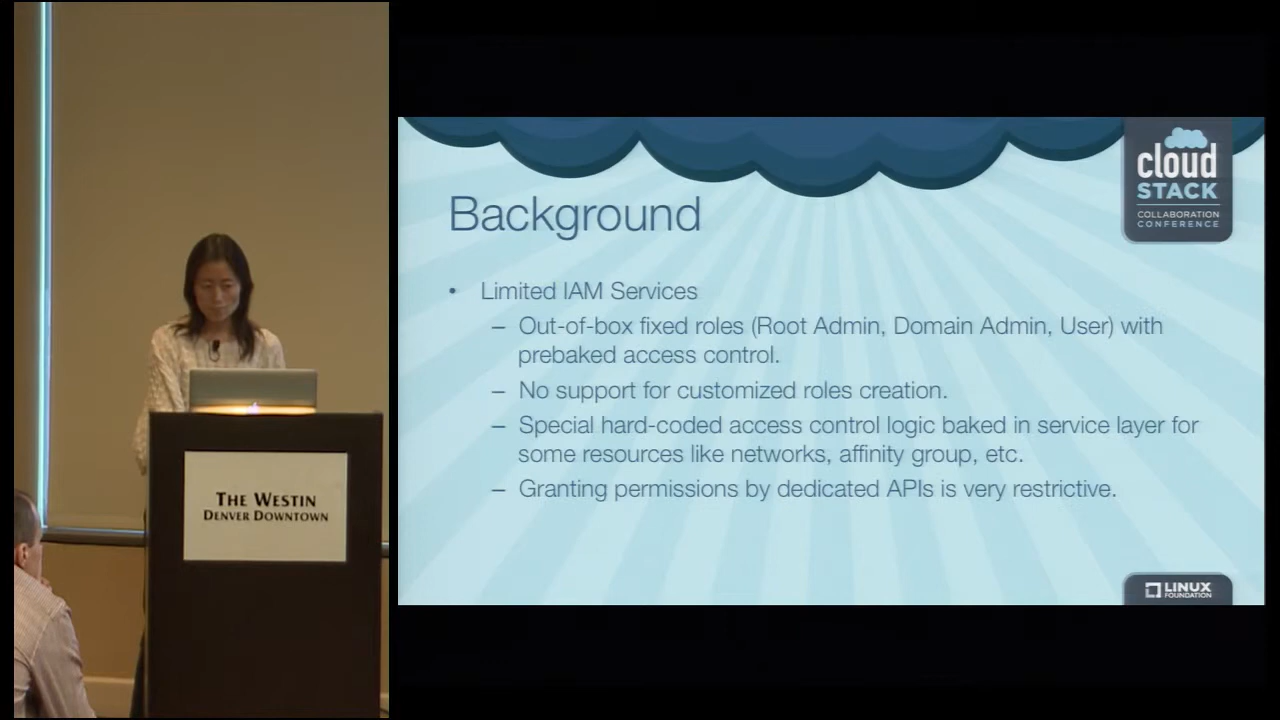 THE WESTIN
DENVER DOWNTOWN
cloud
STACK
COLLABORATION
CONFERENCE
Background
• Limited IAM Services
– Out-of-box fixed roles (Root Admin, Domain Admin, User) with
prebaked access control.
– No support for customized roles creation.
– Special hard-coded access control logic baked in service layer for
some resources like networks, affinity group, etc.
– Granting permissions by dedicated APIs is very restrictive.
LINUX
FOUNDATION